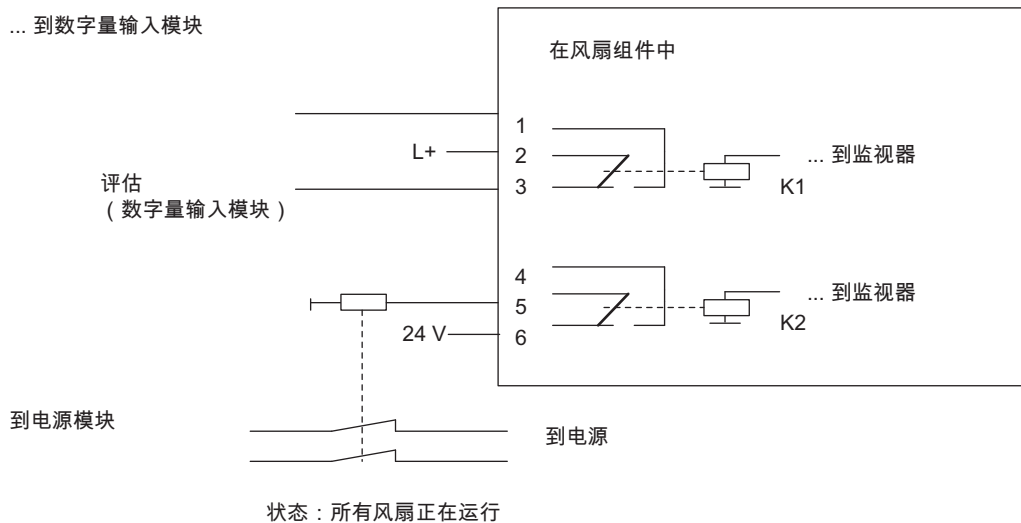 ... 到数字量输入模块
在风扇组件中
1
L+
2
... 到监视器
评估
（数字量输入模块）
3
K1
4
5
... 到监视器
24 V
6
K2
到电源模块
到电源
状态：所有风扇正在运行